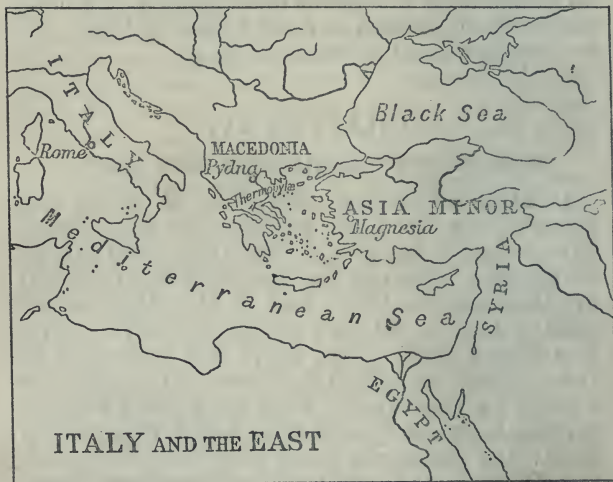 ITALY
Black Sea
Rome
MACEDONIA
Pydna
Thermopylæ
ASIA MINOR
Magnesia
Mediterranean Sea
SYRIA
EGYPT
ITALY AND THE EAST